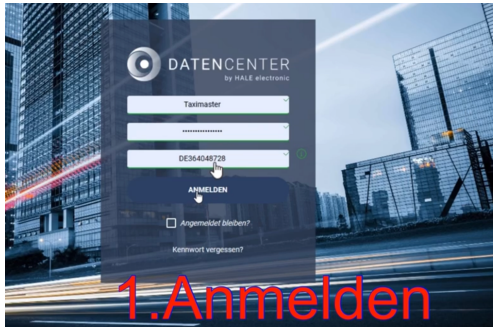 DATENCENTER
by HALE electronic
Taximaster
••••••••••••••••
DE364048728
ANMELDEN
Angemeldet bleiben?
Kennwort vergessen?
1.Anmelden